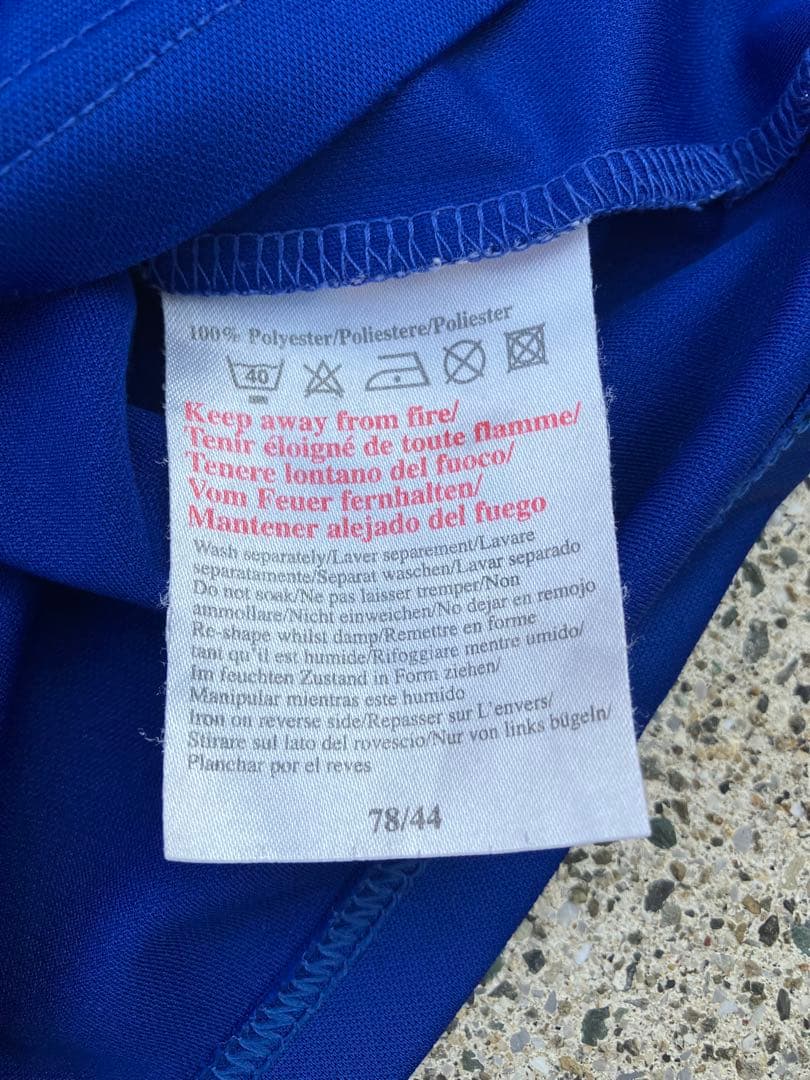 100% Polyester/Poliestere/Poliester
40
Keep away from fire/
Tenir éloigné de toute flamme/
Tenere lontano del fuoco/
Vom Feuer fernhalten/
Mantener alejado del fuego
Wash separately/Laver separement/Lavare
separatamente/Separat waschen/Lavar separado
Do not soak/Ne pas laisser tremper/Non
ammollare/Nicht einweichen/No dejar en remojo
Re-shape whilst damp/Remettre en forme
tant qu'il est humide/Rifoggiare mentre umido/
Im feuchten Zustand in Form ziehen/
Manipular mientras este humido
Iron on reverse side/Repasser sur L'envers/
Stirare sul lato del rovescio/Nur von links bügeln/
Planchar por el reves
78/44